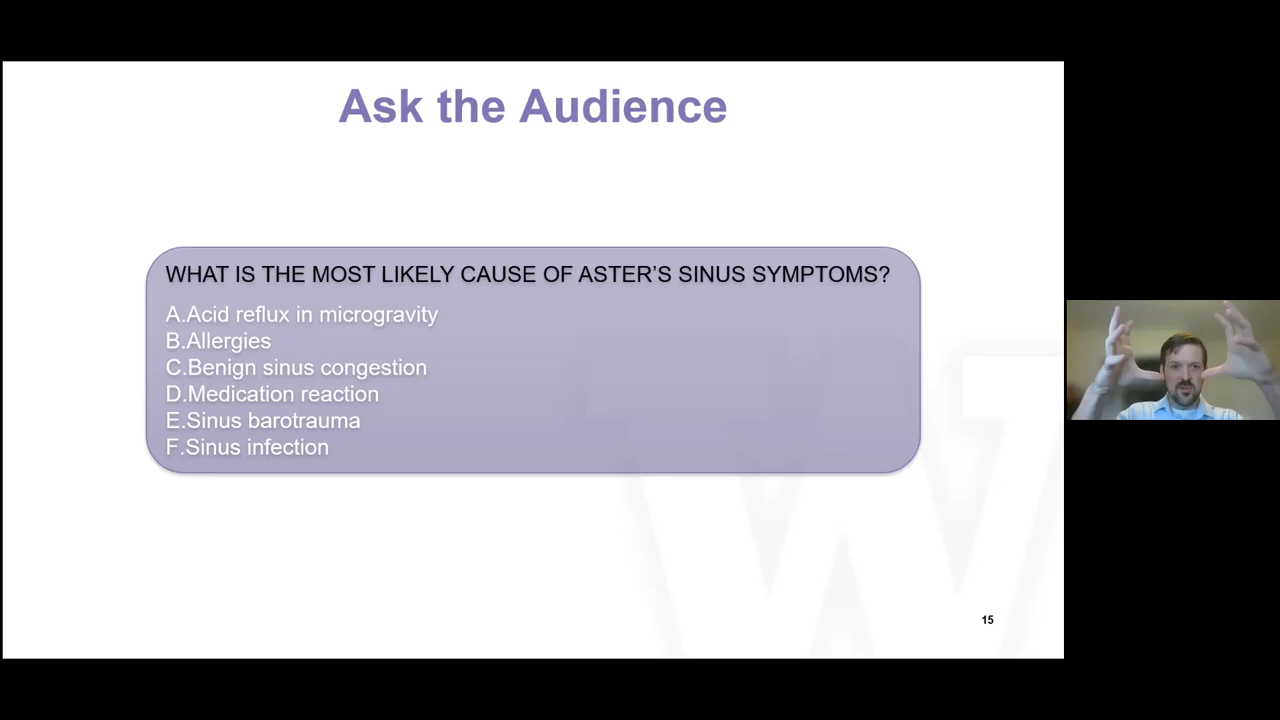 Ask the Audience
WHAT IS THE MOST LIKELY CAUSE OF ASTER’S SINUS SYMPTOMS?
A.Acid reflux in microgravity
B.Allergies
C.Benign sinus congestion
D.Medication reaction
E.Sinus barotrauma
F.Sinus infection
W
15